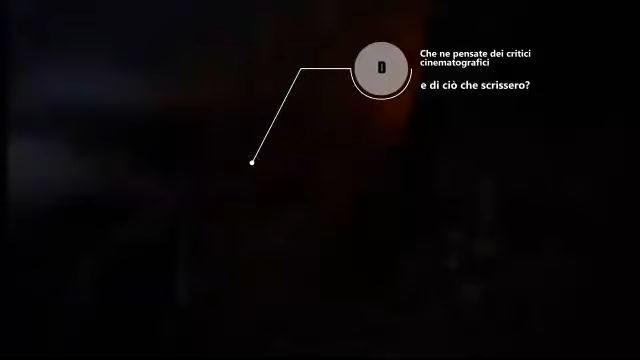 D
Che ne pensate dei critici
cinematografici
e di ciò che scrissero?